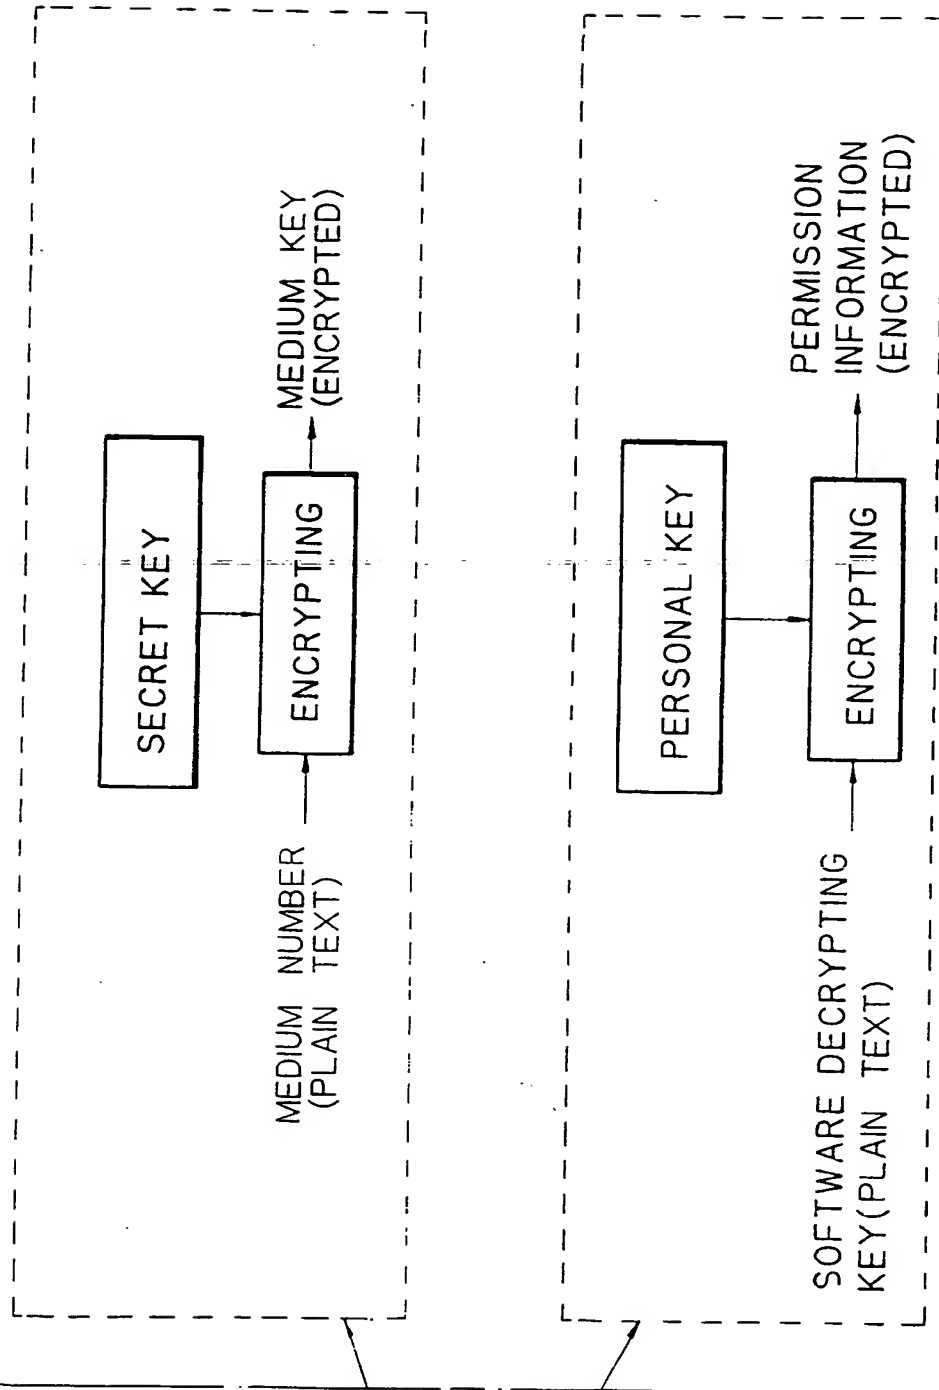 SECRET KEY
MEDIUM NUMBER
(PLAIN TEXT)
ENCRYPTING
MEDIUM KEY
(ENCRYPTED)
PERSONAL KEY
SOFTWARE DECRYPTING
KEY(PLAIN TEXT)
ENCRYPTING
PERMISSION
INFORMATION
(ENCRYPTED)